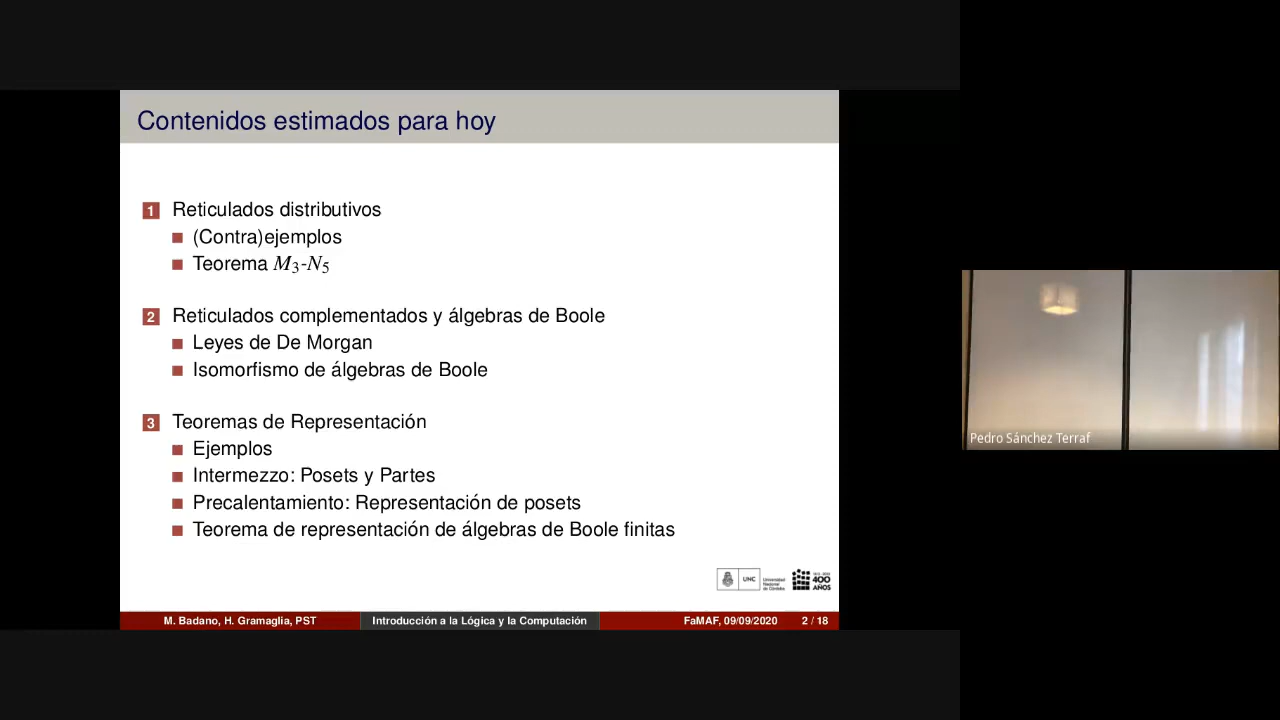 Contenidos estimados para hoy
1 Reticulados distributivos
(Contra)ejemplos
Teorema M3-N5
2 Reticulados complementados y álgebras de Boole
Leyes de De Morgan
Isomorfismo de álgebras de Boole
3 Teoremas de Representación
Ejemplos
Intermezzo: Posets y Partes
Precalentamiento: Representación de posets
Teorema de representación de álgebras de Boole finitas
UNC
Universidad
Nacional
de Córdoba
400
AÑOS
M. Badano, H. Gramaglia, PST
Introducción a la Lógica y la Computación
FaMAF, 09/09/2020
2 / 18
Pedro Sánchez Terraf